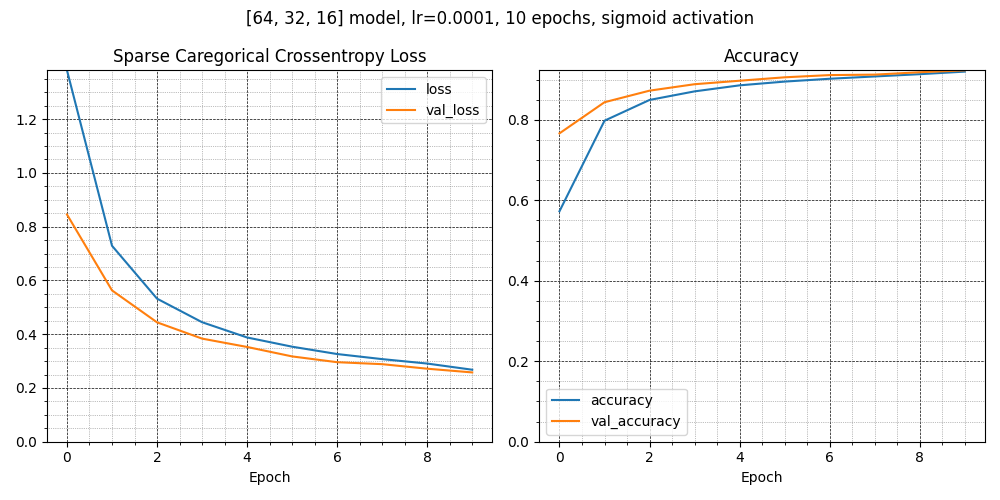 [64, 32, 16] model, lr=0.0001, 10 epochs, sigmoid activation
Sparse Caregorical Crossentropy Loss
loss
val_loss
1.2
1.0
0.8
0.6
0.4
0.2
0.0
0 2 4 6 8
Epoch
Accuracy
0.8
0.6
0.4
0.2
0.0
accuracy
val_accuracy
0 2 4 6 8
Epoch